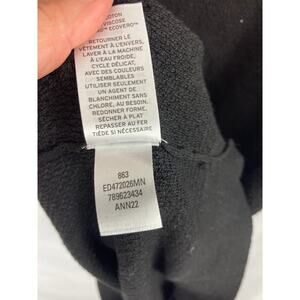 COTON
VISCOSE
ECOVERO™
RETOURNER LE
VÊTEMENT À L'ENVERS,
LAVER À LA MACHINE
À L'EAU FROIDE,
CYCLE DÉLICAT,
AVEC DES COULEURS
SEMBLABLES
UTILISER SEULEMENT
UN AGENT DE
BLANCHIMENT SANS
CHLORE, AU BESOIN.
REDONNER FORME,
SÉCHER À PLAT
REPASSER AU FER
TIÈDE SI NÉCESSAIRE
863
ED472026MN
789623434
ANN22